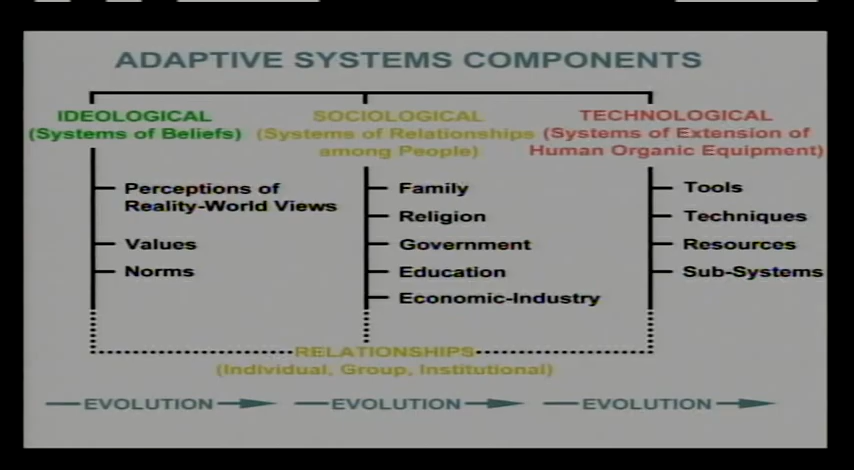 ADAPTIVE SYSTEMS COMPONENTS
IDEOLOGICAL
(Systems of Beliefs)
SOCIOLOGICAL
(Systems of Relationships
among People)
TECHNOLOGICAL
(Systems of Extension of
Human Organic Equipment)
Perceptions of
Reality-World Views
Values
Norms
Family
Religion
Government
Education
Economic-Industry
Tools
Techniques
Resources
Sub-Systems
RELATIONSHIPS
(Individual, Group, Institutional)
EVOLUTION
EVOLUTION
EVOLUTION